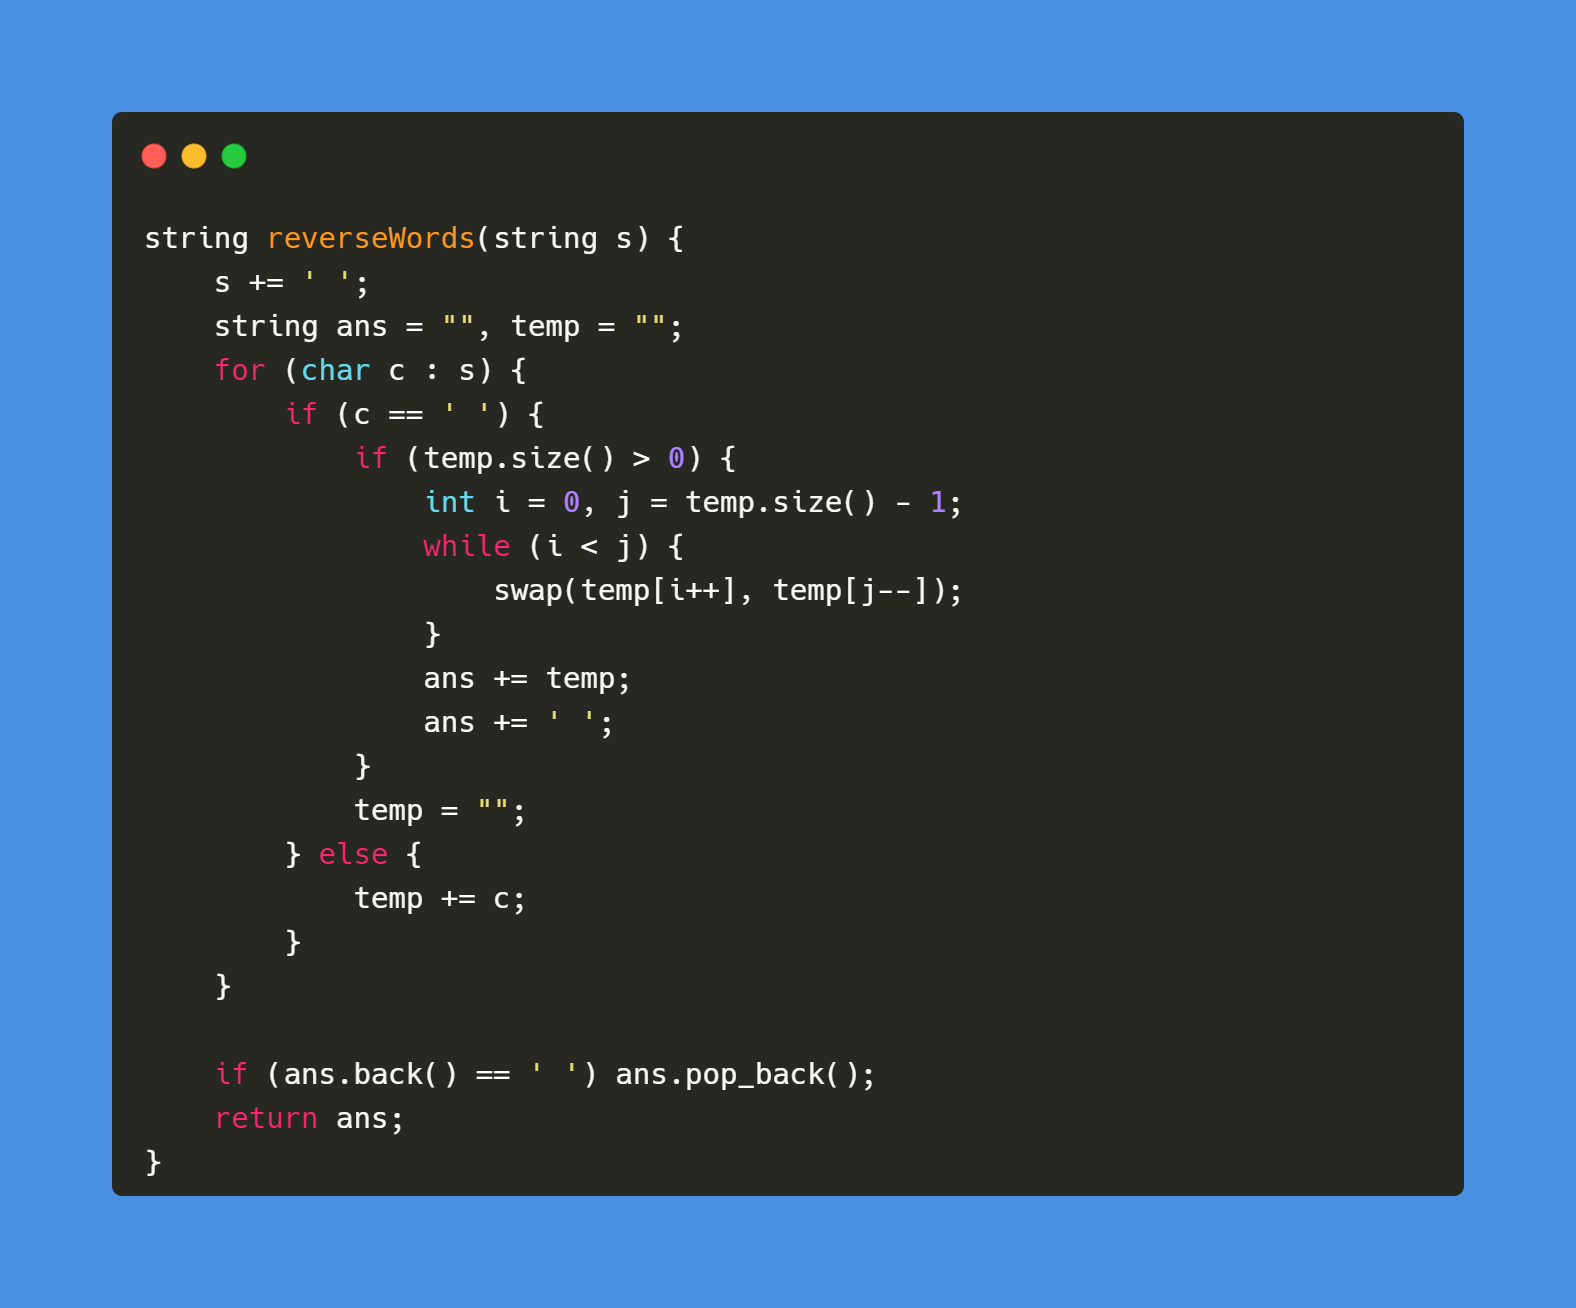 string reverseWords(string s) {
    s += ' ';
    string ans = "", temp = "";
    for (char c : s) {
        if (c == ' ') {
            if (temp.size() > 0) {
                int i = 0, j = temp.size() - 1;
                while (i < j) {
                    swap(temp[i++], temp[j--]);
                }
                ans += temp;
                ans += ' ';
            }
            temp = "";
        } else {
            temp += c;
        }
    }

    if (ans.back() == ' ') ans.pop_back();
    return ans;
}